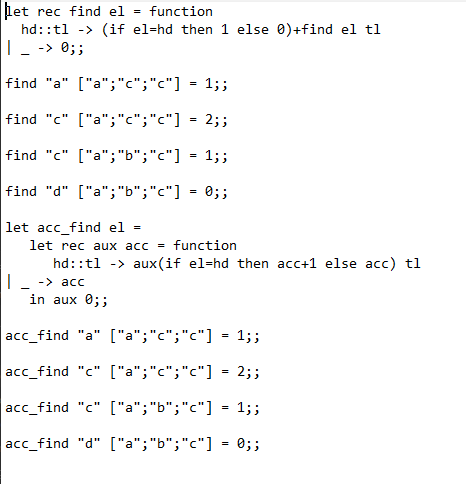 let rec find el = function
  hd::tl -> (if el=hd then 1 else 0)+find el tl
| _ -> 0;;

find "a" ["a";"c";"c"] = 1;;

find "c" ["a";"c";"c"] = 2;;

find "c" ["a";"b";"c"] = 1;;

find "d" ["a";"b";"c"] = 0;;

let acc_find el =
   let rec aux acc = function
      hd::tl -> aux(if el=hd then acc+1 else acc) tl
| _ -> acc
   in aux 0;;

acc_find "a" ["a";"c";"c"] = 1;;

acc_find "c" ["a";"c";"c"] = 2;;

acc_find "c" ["a";"b";"c"] = 1;;

acc_find "d" ["a";"b";"c"] = 0;;